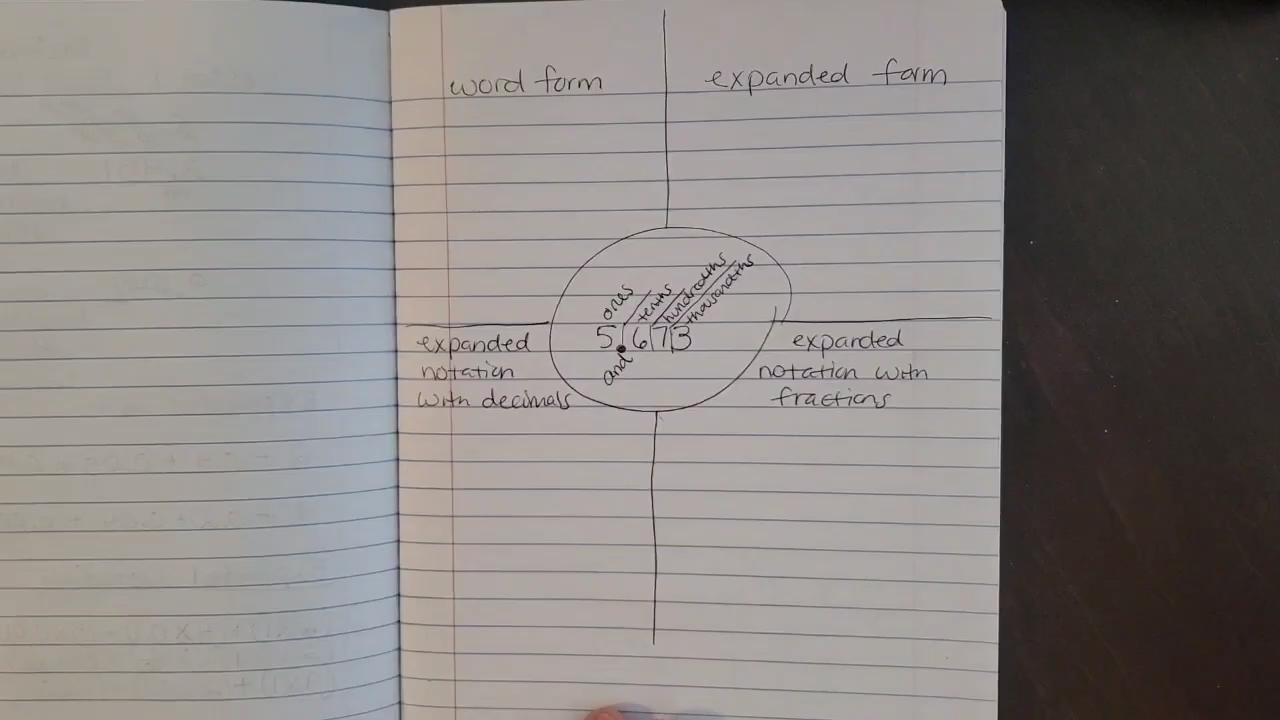 word form
expanded form
ones
tenths
hundredths
thousandths
5.673
and
expanded
notation
with decimals
expanded
notation with
fractions